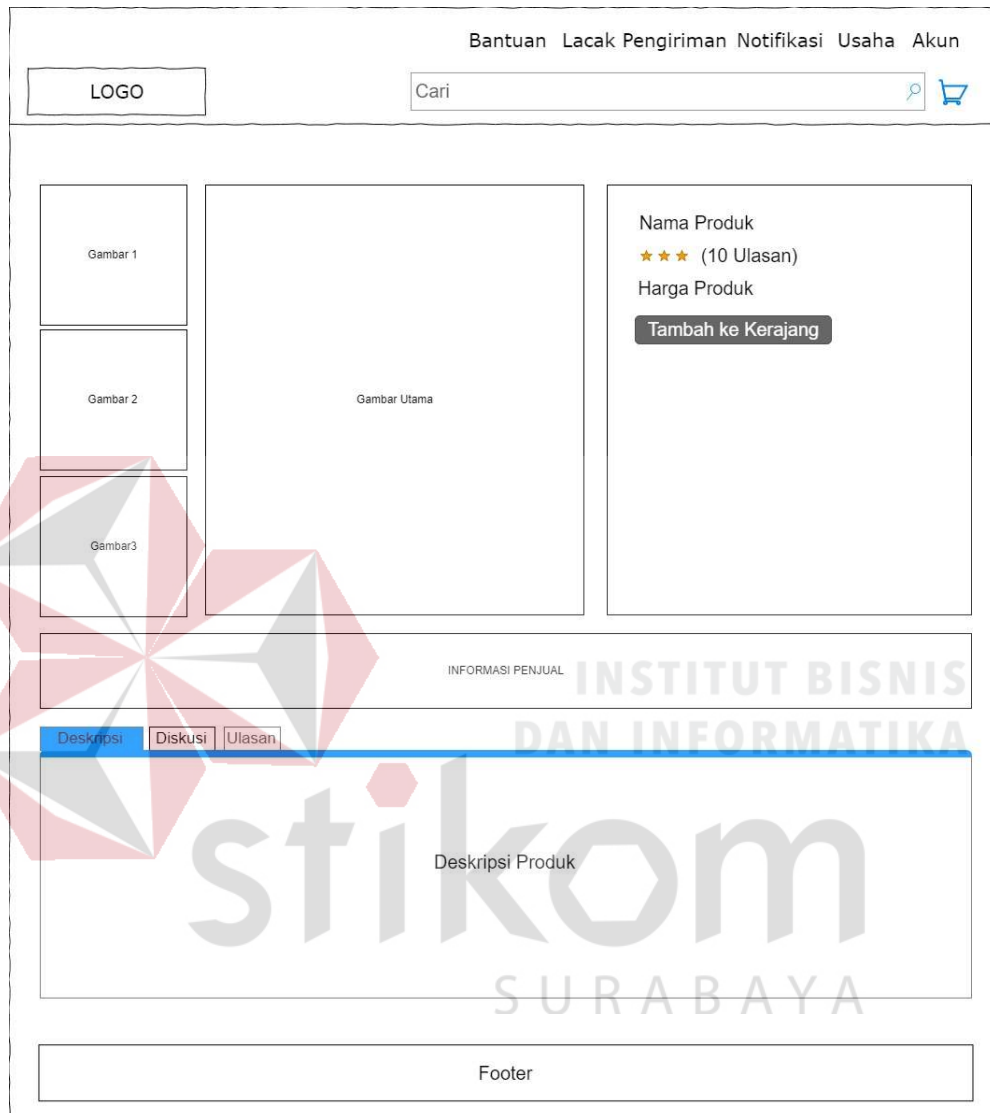 Bantuan Lacak Pengiriman Notifikasi Usaha Akun
LOGO
Cari
Gambar 1
Gambar 2
Gambar3
Gambar Utama
Nama Produk
(10 Ulasan)
Harga Produk
Tambah ke Kerajang
INFORMASI PENJUAL
INSTITUT BISNIS
DAN INFORMATIKA
Deskripsi Diskusi Ulasan
Deskripsi Produk
stikom
SURABAYA
Footer